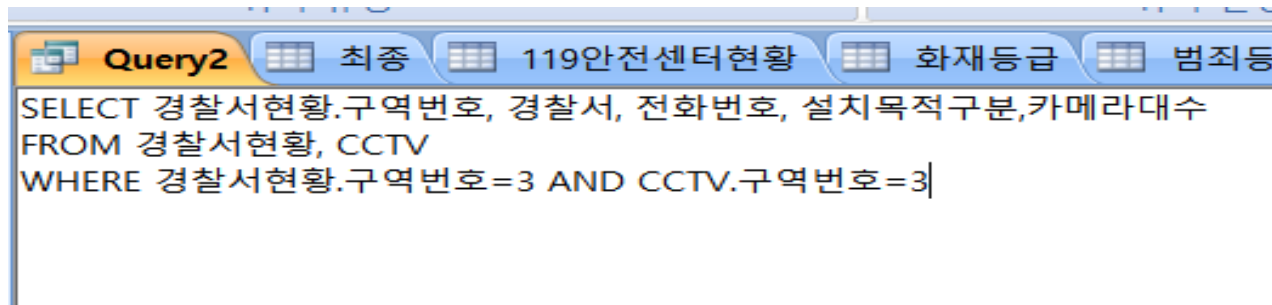 Query2 최종 119안전센터현황 화재등급 범죄등
SELECT 경찰서현황.구역번호, 경찰서, 전화번호, 설치목적구분,카메라대수
FROM 경찰서현황, CCTV
WHERE 경찰서현황.구역번호=3 AND CCTV.구역번호=3